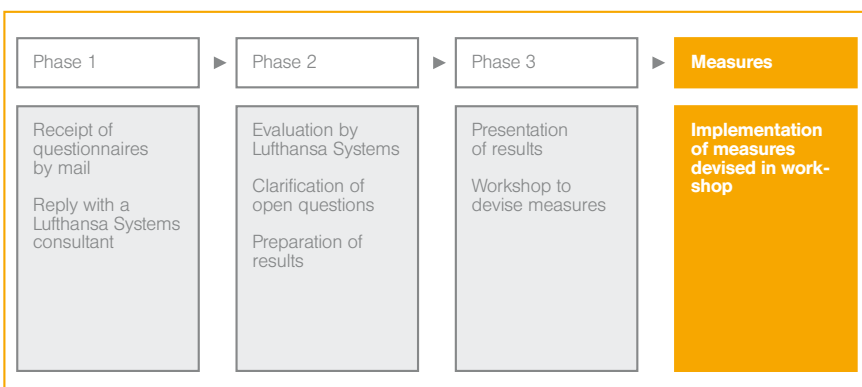 Phase 1
Phase 2
Phase 3
Measures
Receipt of
questionnaires
by mail
Reply with a
Lufthansa Systems
consultant
Evaluation by
Lufthansa Systems
Clarification of
open questions
Preparation of
results
Presentation
of results
Workshop to
devise measures
Implementation
of measures
devised in work-
shop